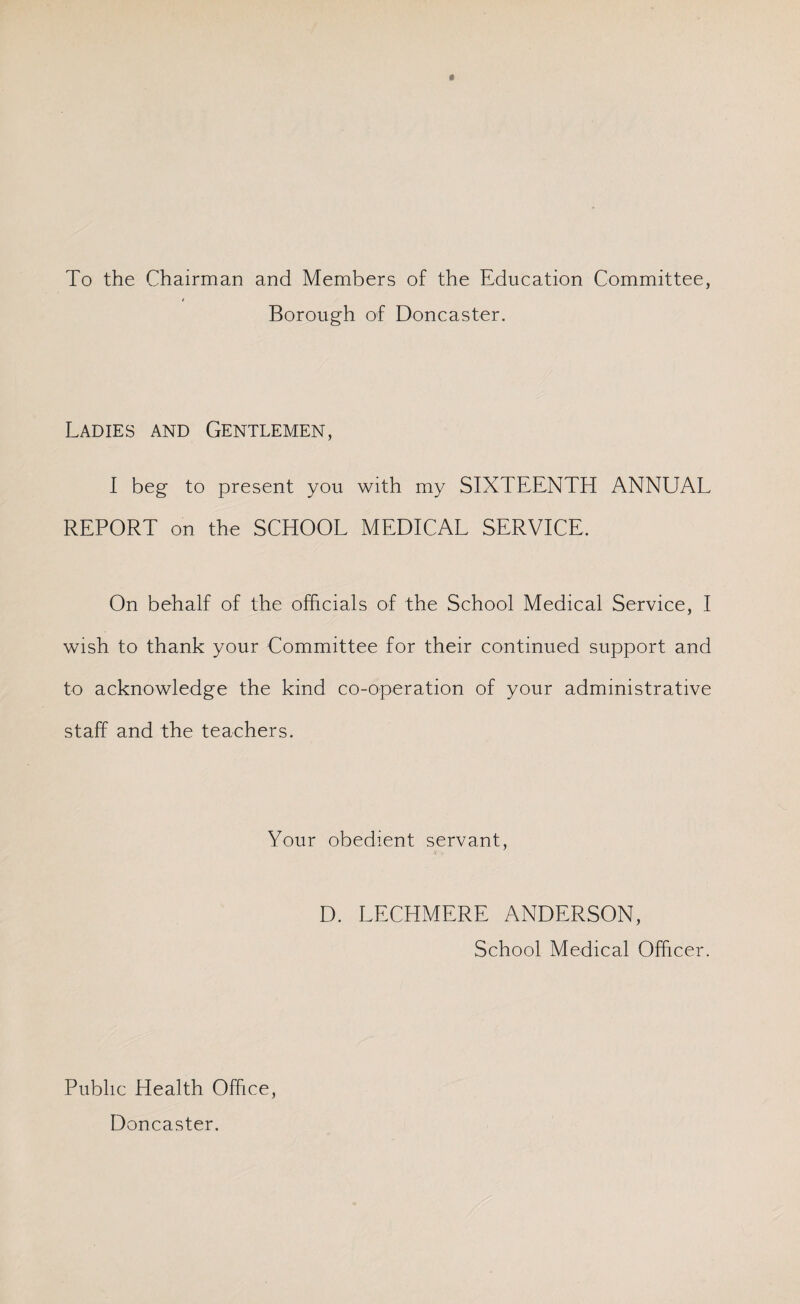 To the Chairman and Members of the Education Committee,
Borough of Doncaster.
Ladies and Gentlemen,
I beg to present you with my SIXTEENTH ANNUAL
REPORT on the SCHOOL MEDICAL SERVICE.
On behalf of the officials of the School Medical Service, I
wish to thank your Committee for their continued support and
to acknowledge the kind co-operation of your administrative
staff and the teachers.
Your obedient servant,
D. LECHMERE ANDERSON,
School Medical Officer.
Public Health Office,
Doncaster.